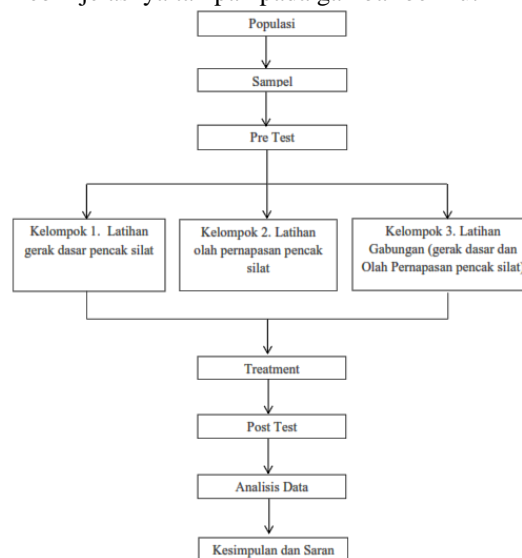 Populasi
Sampel
Pre Test
Kelompok 1. Latihan
gerak dasar pencak silat
Kelompok 2. Latihan
olah pernapasan pencak
silat
Kelompok 3. Latihan
Gabungan (gerak dasar dan
Olah Pernapasan pencak silat)
Treatment
Post Test
Analisis Data
Kesimpulan dan Saran